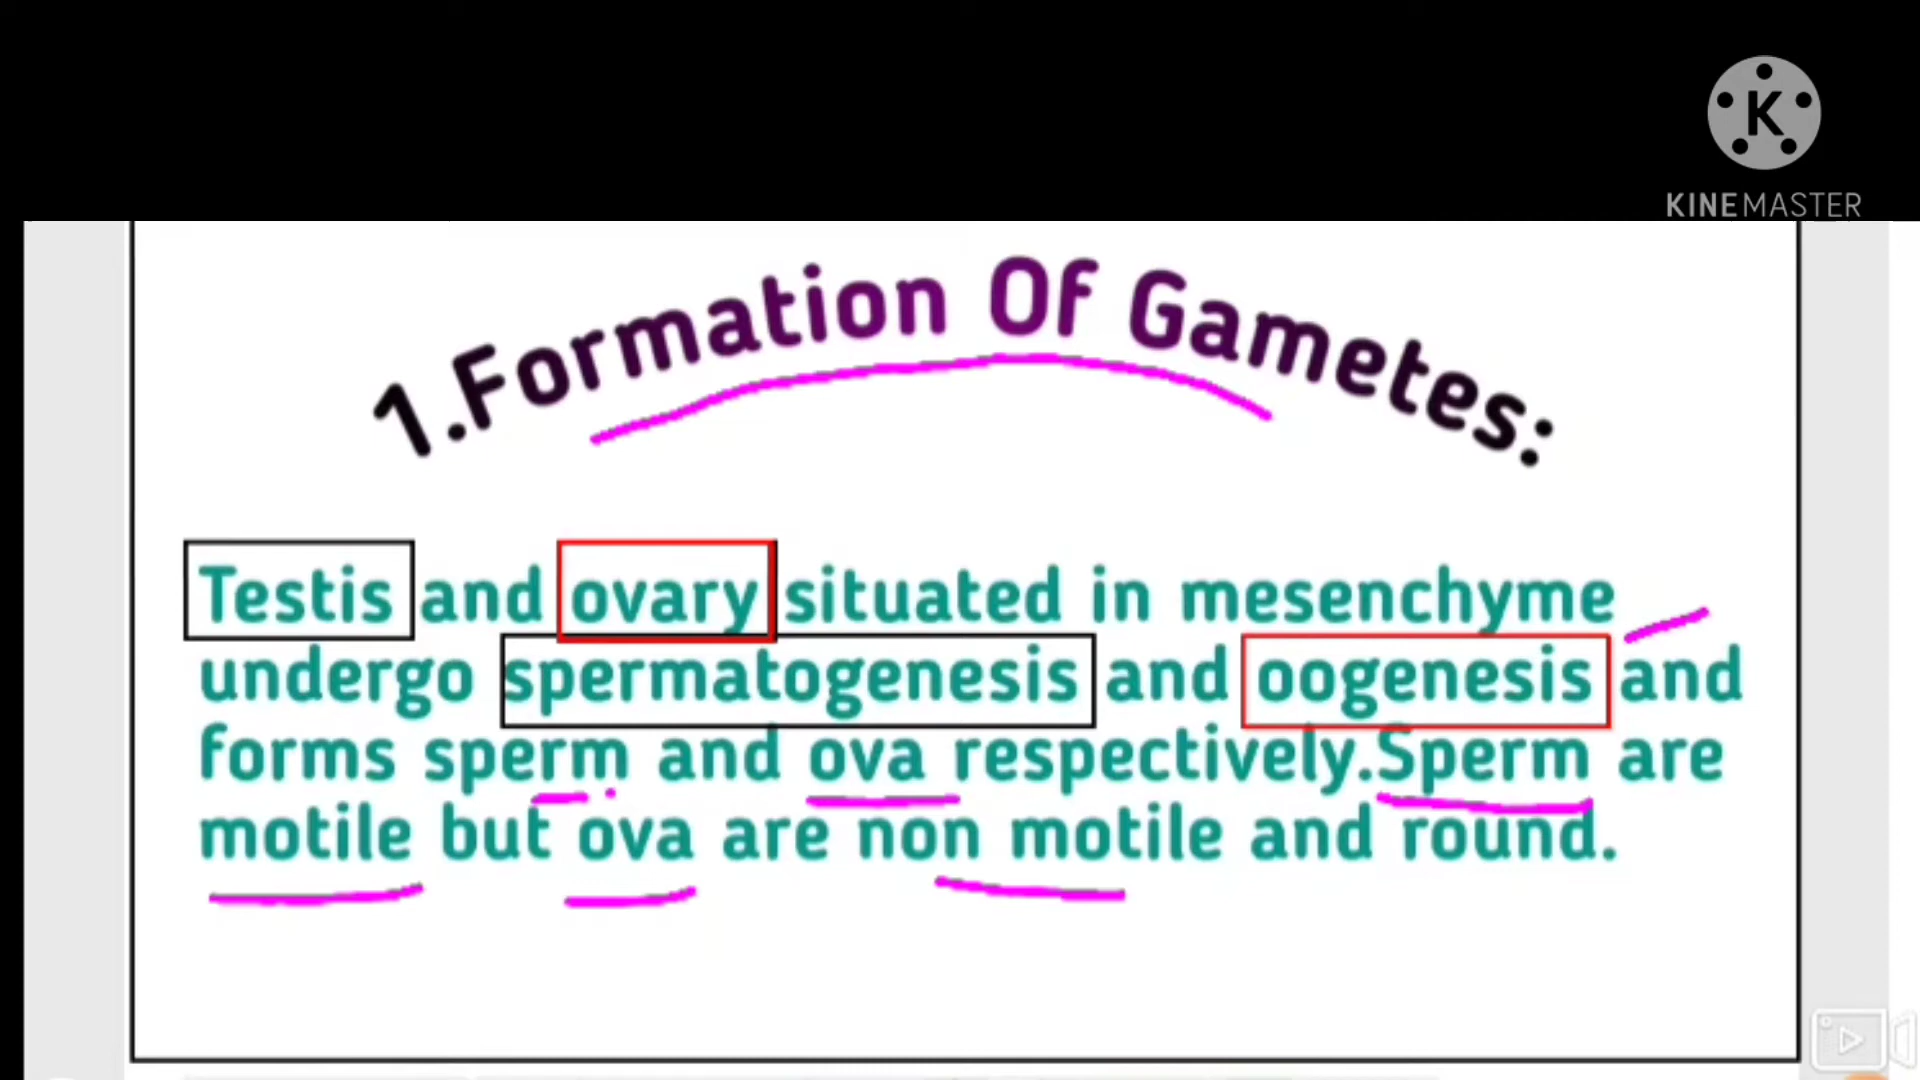 K
KINEMASTER
1.Formation Of Gametes:
Testis and ovary situated in mesenchyme
undergo spermatogenesis and oogenesis and
forms sperm and ova respectively.Sperm are
motile but ova are non motile and round.